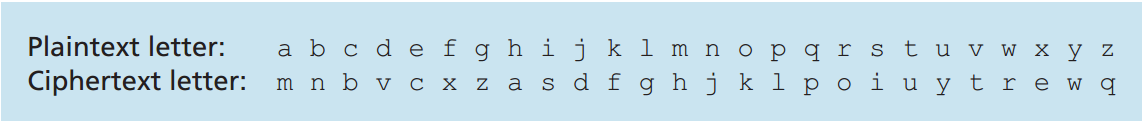 Plaintext letter: a b c d e f g h i j k l m n o p q r s t u v w x y z
Ciphertext letter: m n b v c x z a s d f g h j k l p o i u y t r e w q